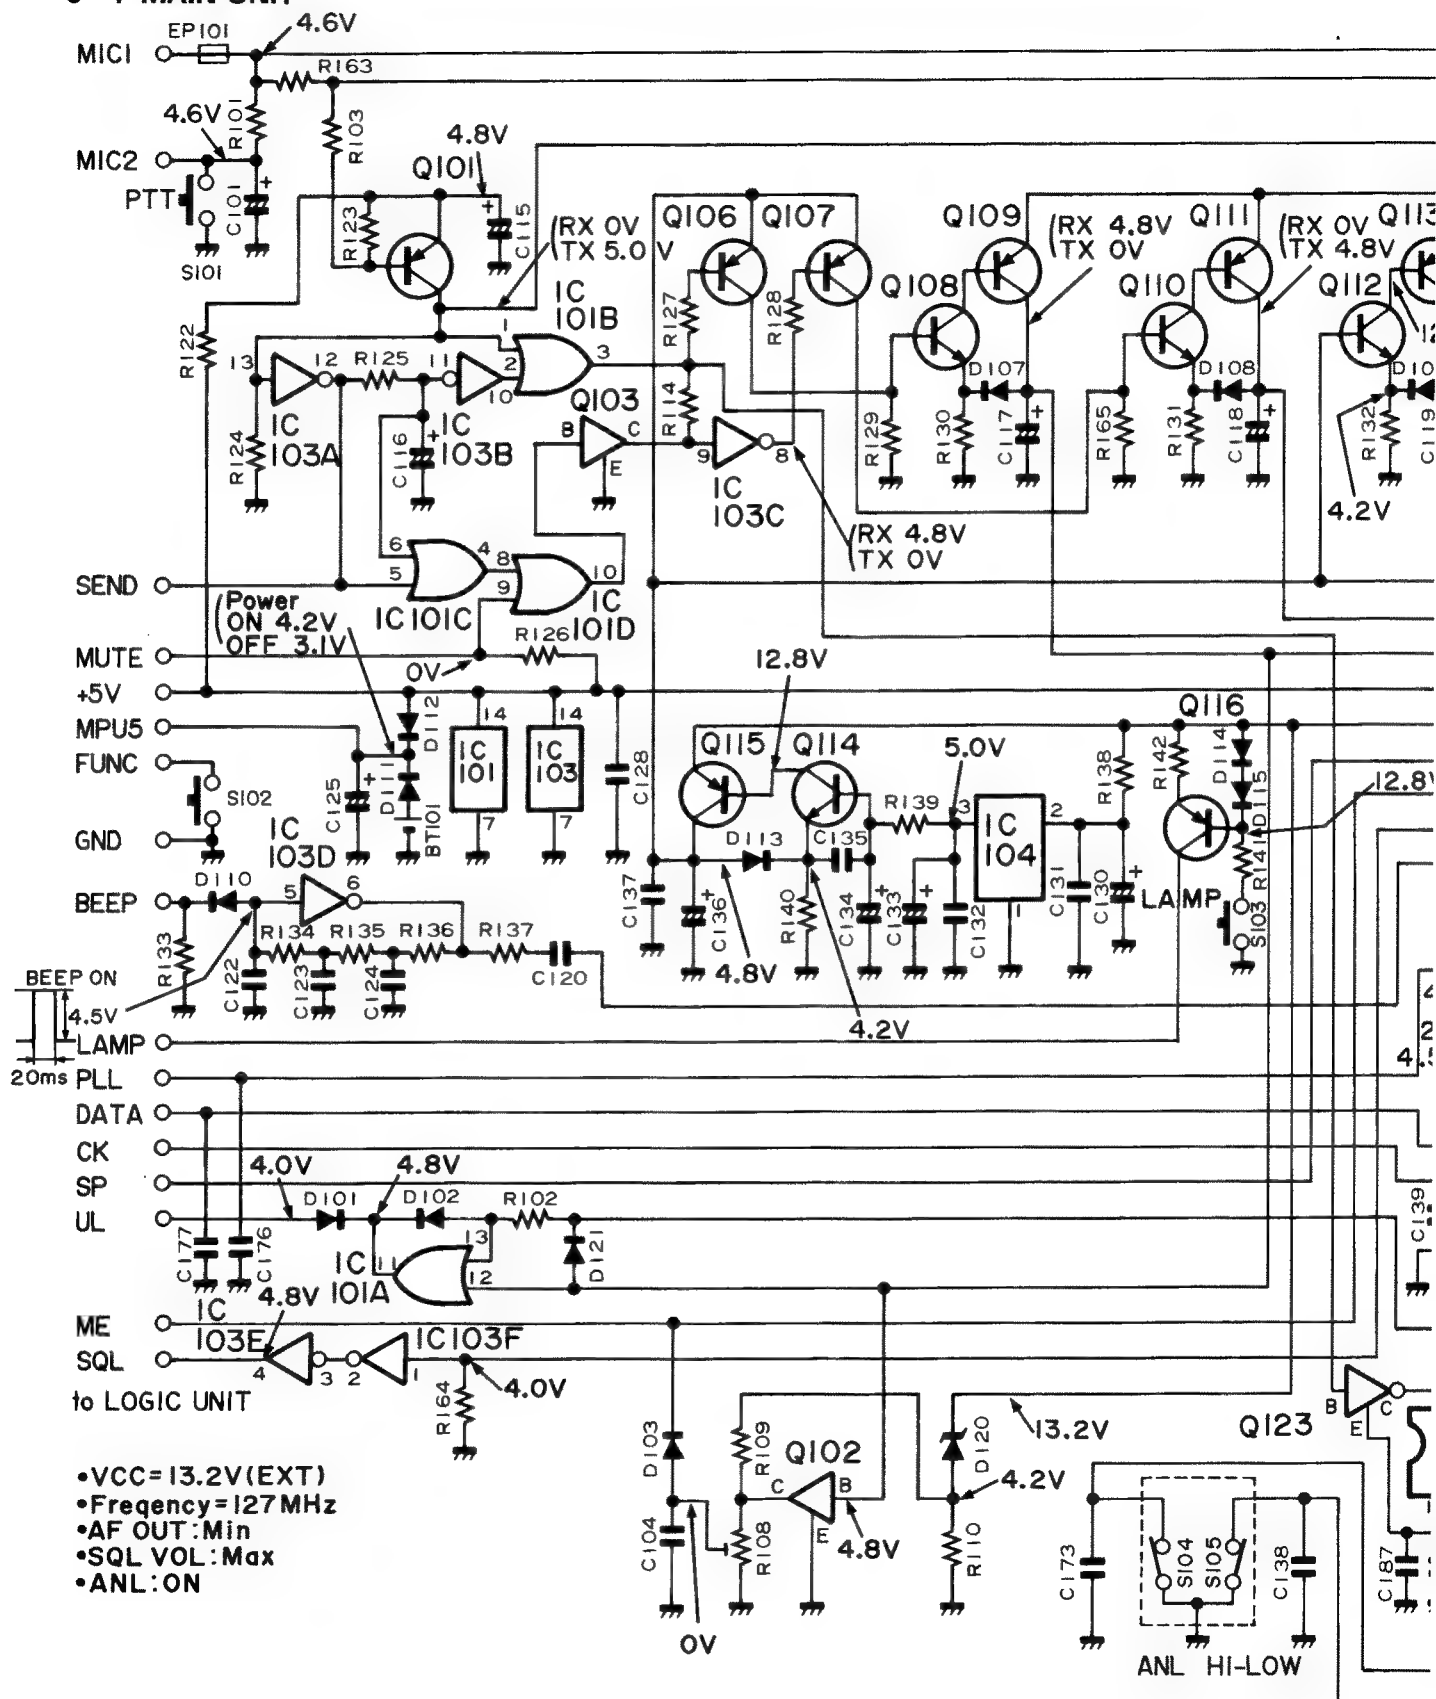 MAIN UNIT
EP101
4.6V
MIC1
R163
4.6V
R101
R103
4.8V
MIC2
Q101
PTT
C101
S101
R123
C115
(RX 0V
TX 5.0V
Q106
Q107
Q109
(RX 4.8V
TX 0V
Q111
(RX 0V
TX 4.8V
Q113
Q108
Q110
Q112
R122
IC
101B
1
2
3
10
R127
R128
13
12
R125
11
IC
103A
IC
103B
R124
C116
Q103
B
C
E
R114
9
8
IC
103C
R129
R130
D107
C117
R165
R131
D108
C118
R132
C119
4.2V
(RX 4.8V
TX 0V
6
5
4
8
9
10
SEND
IC101C
IC
101D
(Power
ON 4.2V
OFF 3.1V
R126
MUTE
0V
12.8V
+5V
MPU5
FUNC
GND
S102
D112
D111
C125
BT101
14
IC
101
7
14
IC
103
7
C128
Q115
Q114
5.0V
R138
Q116
R142
D114
D115
12.8V
R139
3
IC
104
2
1
D113
C135
C137
C136
R140
C134
C133
C132
C131
C130
LAMP
R141
S103
4.8V
4.2V
IC
103D
D110
BEEP
5
6
R133
R134
R135
R136
R137
C122
C123
C124
C120
BEEP ON
4.5V
20ms
LAMP
PLL
DATA
CK
SP
UL
4.0V
D101
4.8V
D102
R102
13
11
12
IC
101A
D121
C177
C176
C139
ME
SQL
IC
103E
4.8V
4
3
2
1
IC103F
R164
4.0V
to LOGIC UNIT
D103
C104
R109
R108
Q102
C
B
E
4.8V
0V
D120
13.2V
4.2V
R110
Q123
B
C
E
C173
S104
S105
C138
C187
ANL HI-LOW
•VCC=13.2V(EXT)
•Freqency=127MHz
•AF OUT:Min
•SQL VOL:Max
•ANL:ON